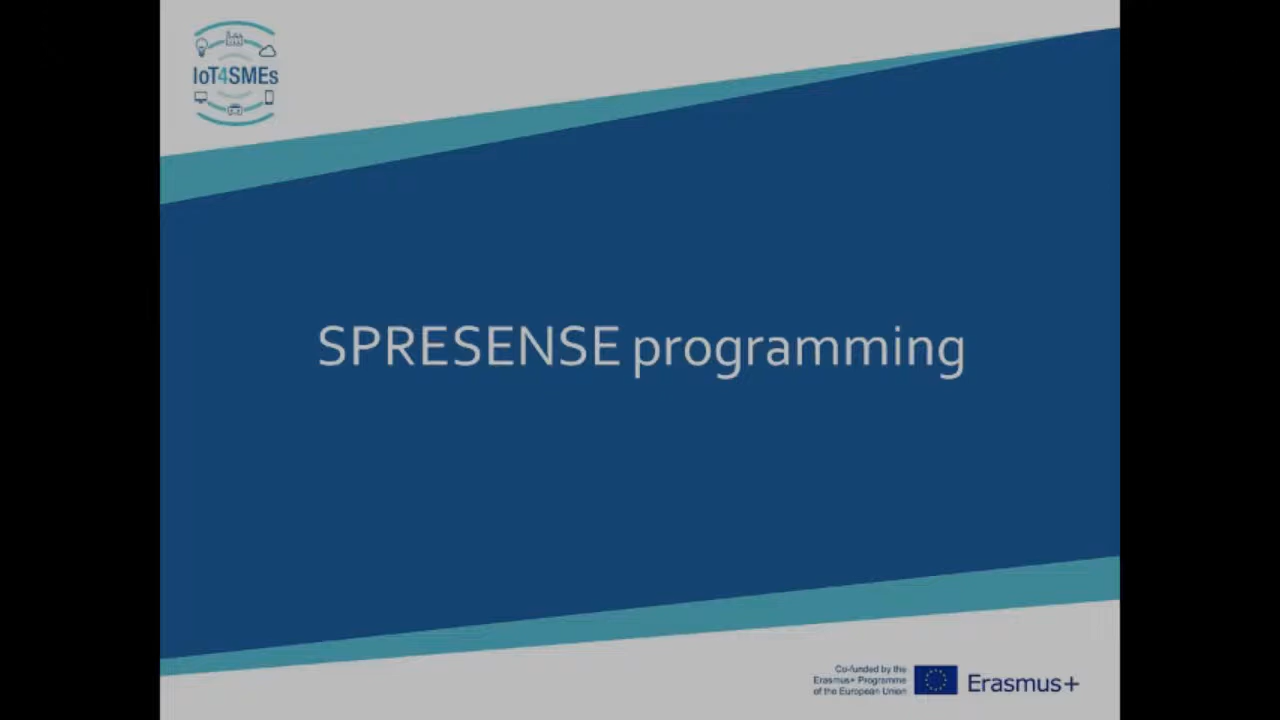 IoT4SMEs
SPRESENSE programming
Co-funded by the
Erasmus+ Programme
of the European Union
Erasmus+